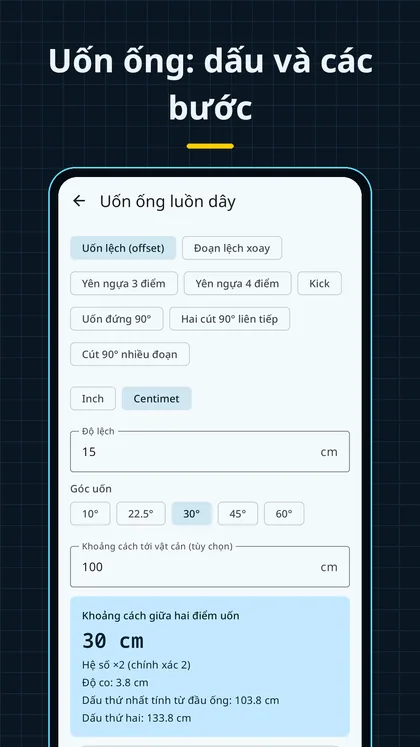 Uốn ống: dấu và các
bước
Uốn ống luồn dây
Uốn lệch (offset) Đoạn lệch xoay
Yên ngựa 3 điểm Yên ngựa 4 điểm Kick
Uốn đứng 90° Hai cút 90° liên tiếp
Cút 90° nhiều đoạn
Inch Centimet
Độ lệch
15 cm
Góc uốn
10° 22.5° 30° 45° 60°
Khoảng cách tới vật cản (tùy chọn)
100 cm
Khoảng cách giữa hai điểm uốn
30 cm
Hệ số ×2 (chính xác 2)
Độ co: 3.8 cm
Dấu thứ nhất tính từ đầu ống: 103.8 cm
Dấu thứ hai: 133.8 cm